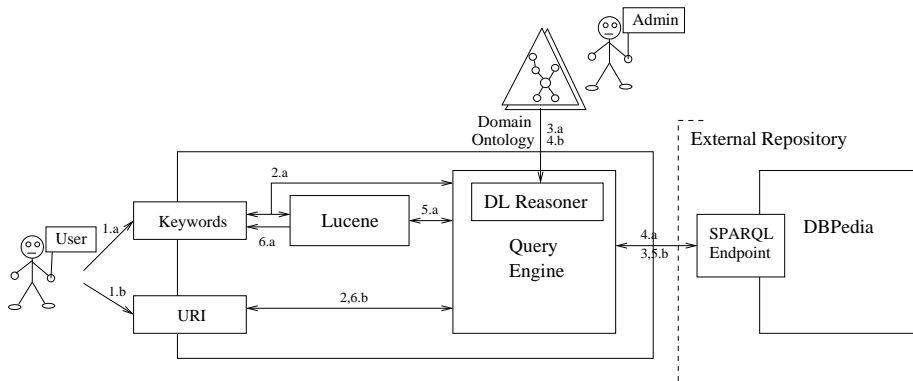 Admin
Domain
Ontology
3.a
4.b
External Repository
2.a
Keywords
Lucene
5.a
DL Reasoner
1.a
User
6.a
Query
Engine
4.a
3,5.b
SPARQL
Endpoint
DBPedia
1.b
URI
2,6.b